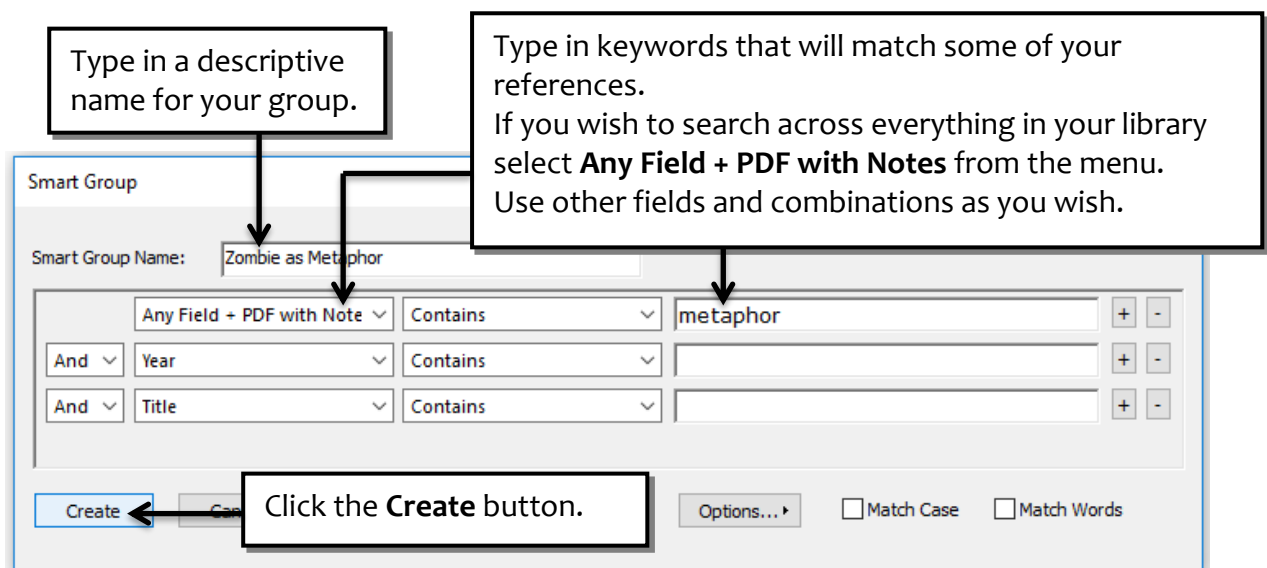 Type in a descriptive
name for your group.
Type in keywords that will match some of your
references.
If you wish to search across everything in your library
select Any Field + PDF with Notes from the menu.
Use other fields and combinations as you wish.
Smart Group
Smart Group Name: Zombie as Metaphor
Any Field + PDF with Note Contains metaphor + -
And Year Contains + -
And Title Contains + -
Create Click the Create button. Options... Match Case Match Words